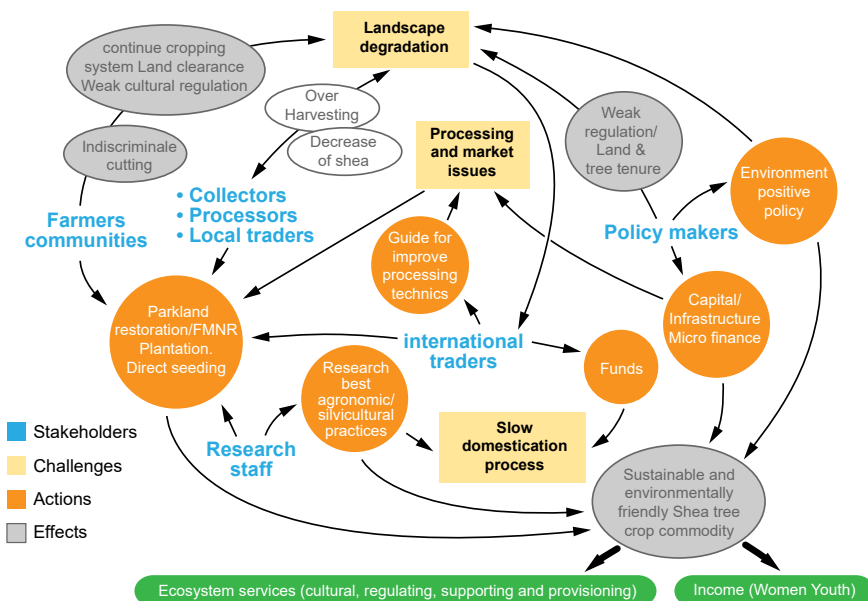 Landscape
degradation
continue cropping
system Land clearance
Weak cultural regulation
Over
Harvesting
Decrease
of shea
Indiscriminale
cutting
Processing
and market
issues
Weak
regulation/
Land &
tree tenure
Environment
positive
policy
• Collectors
• Processors
• Local traders
Farmers
communities
Policy makers
Guide for
improve
processing
technics
Parkland
restoration/FMNR
Plantation.
Direct seeding
international
traders
Capital/
Infrastructure
Micro finance
Funds
Research
best
agronomic/
silvicultural
practices
Research
staff
Slow
domestication
process
Sustainable and
environmentally
friendly Shea tree
crop commodity
Stakeholders
Challenges
Actions
Effects
Ecosystem services (cultural, regulating, supporting and provisioning)
Income (Women Youth)